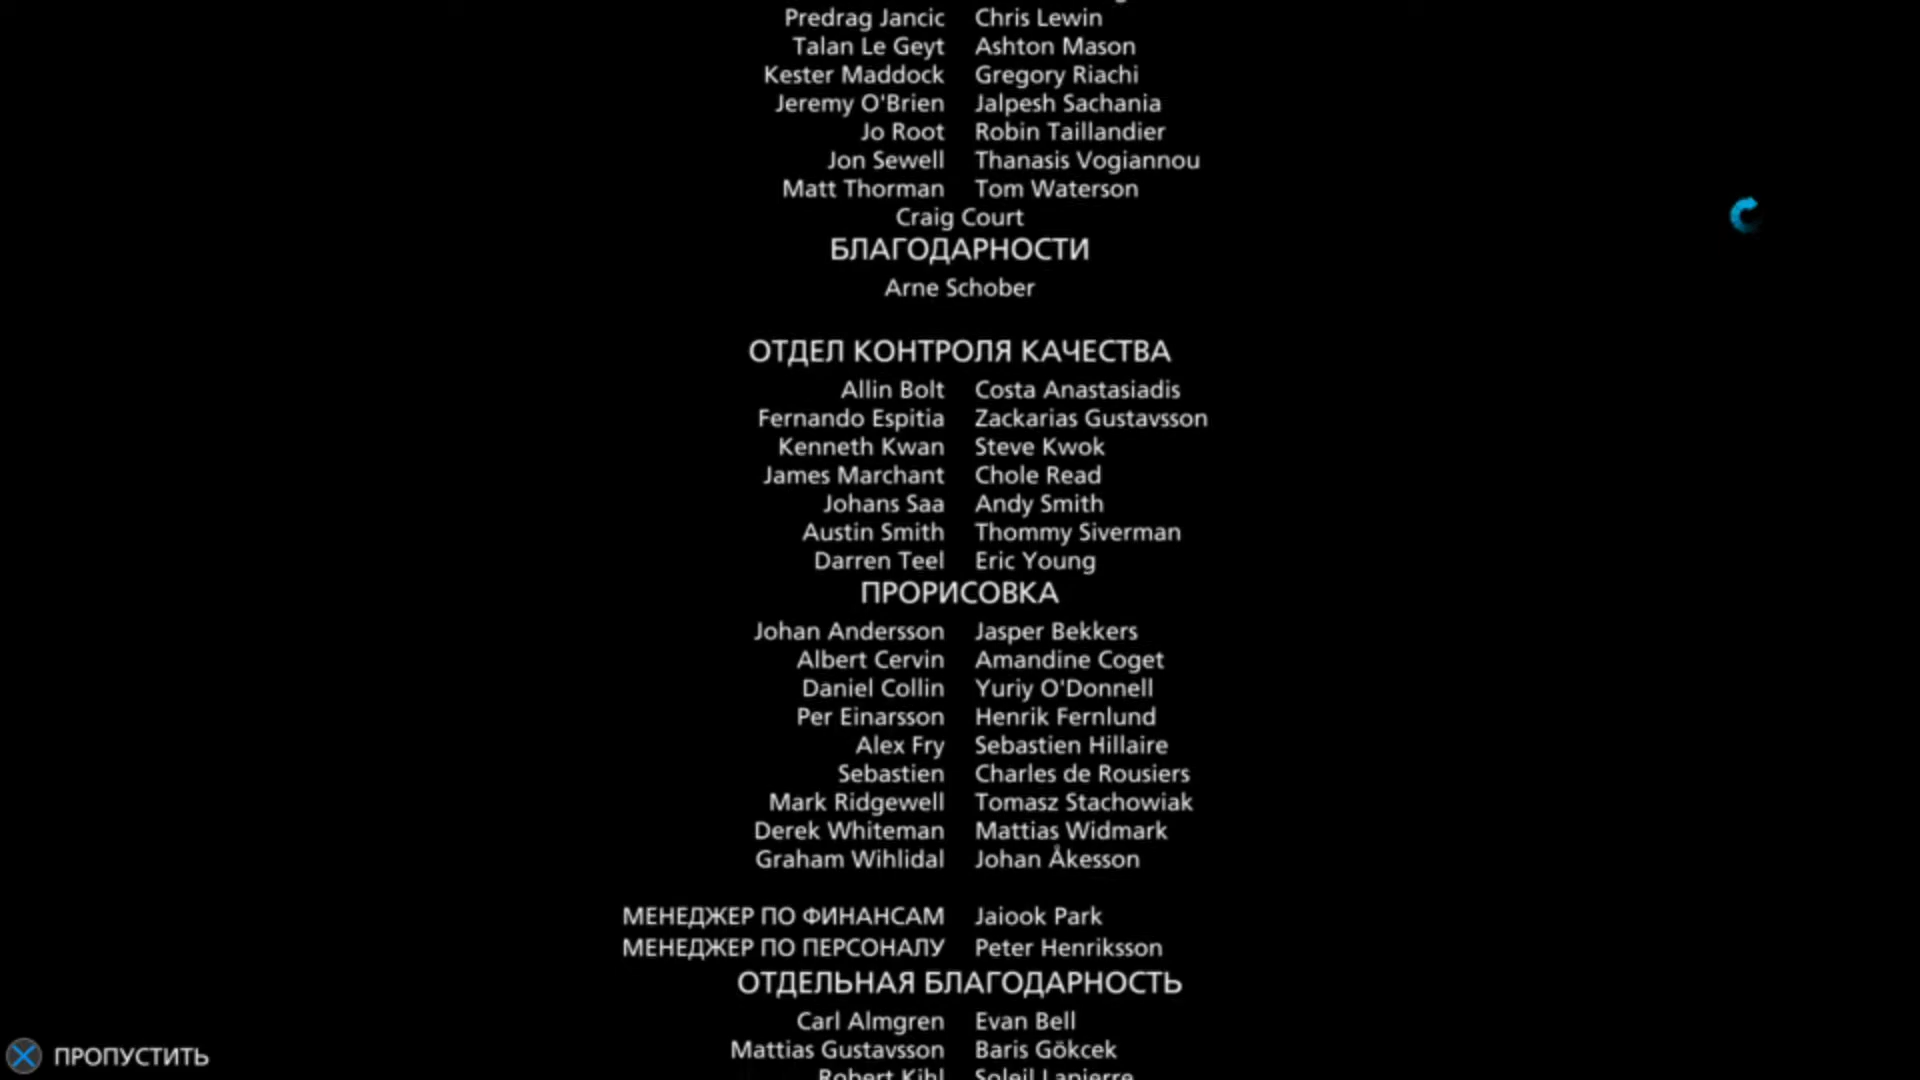 Predrag Jancic Chris Lewin
Talan Le Geyt Ashton Mason
Kester Maddock Gregory Riachi
Jeremy O'Brien Jalpesh Sachania
Jo Root Robin Taillandier
Jon Sewell Thanasis Vogiannou
Matt Thorman Tom Waterson
Craig Court
БЛАГОДАРНОСТИ
Arne Schober
ОТДЕЛ КОНТРОЛЯ КАЧЕСТВА
Allin Bolt Costa Anastasiadis
Fernando Espitia Zackarias Gustavsson
Kenneth Kwan Steve Kwok
James Marchant Chole Read
Johans Saa Andy Smith
Austin Smith Thommy Siverman
Darren Teel Eric Young
ПРОРИСОВКА
Johan Andersson Jasper Bekkers
Albert Cervin Amandine Coget
Daniel Collin Yuriy O'Donnell
Per Einarsson Henrik Fernlund
Alex Fry Sebastien Hillaire
Sebastien Charles de Rousiers
Mark Ridgewell Tomasz Stachowiak
Derek Whiteman Mattias Widmark
Graham Wihlidal Johan Åkesson
МЕНЕДЖЕР ПО ФИНАНСАМ Jaiook Park
МЕНЕДЖЕР ПО ПЕРСОНАЛУ Peter Henriksson
ОТДЕЛЬНАЯ БЛАГОДАРНОСТЬ
Carl Almgren Evan Bell
Mattias Gustavsson Baris Gökcek
Robert Kihl Soleil Lapierre
ПРОПУСТИТЬ